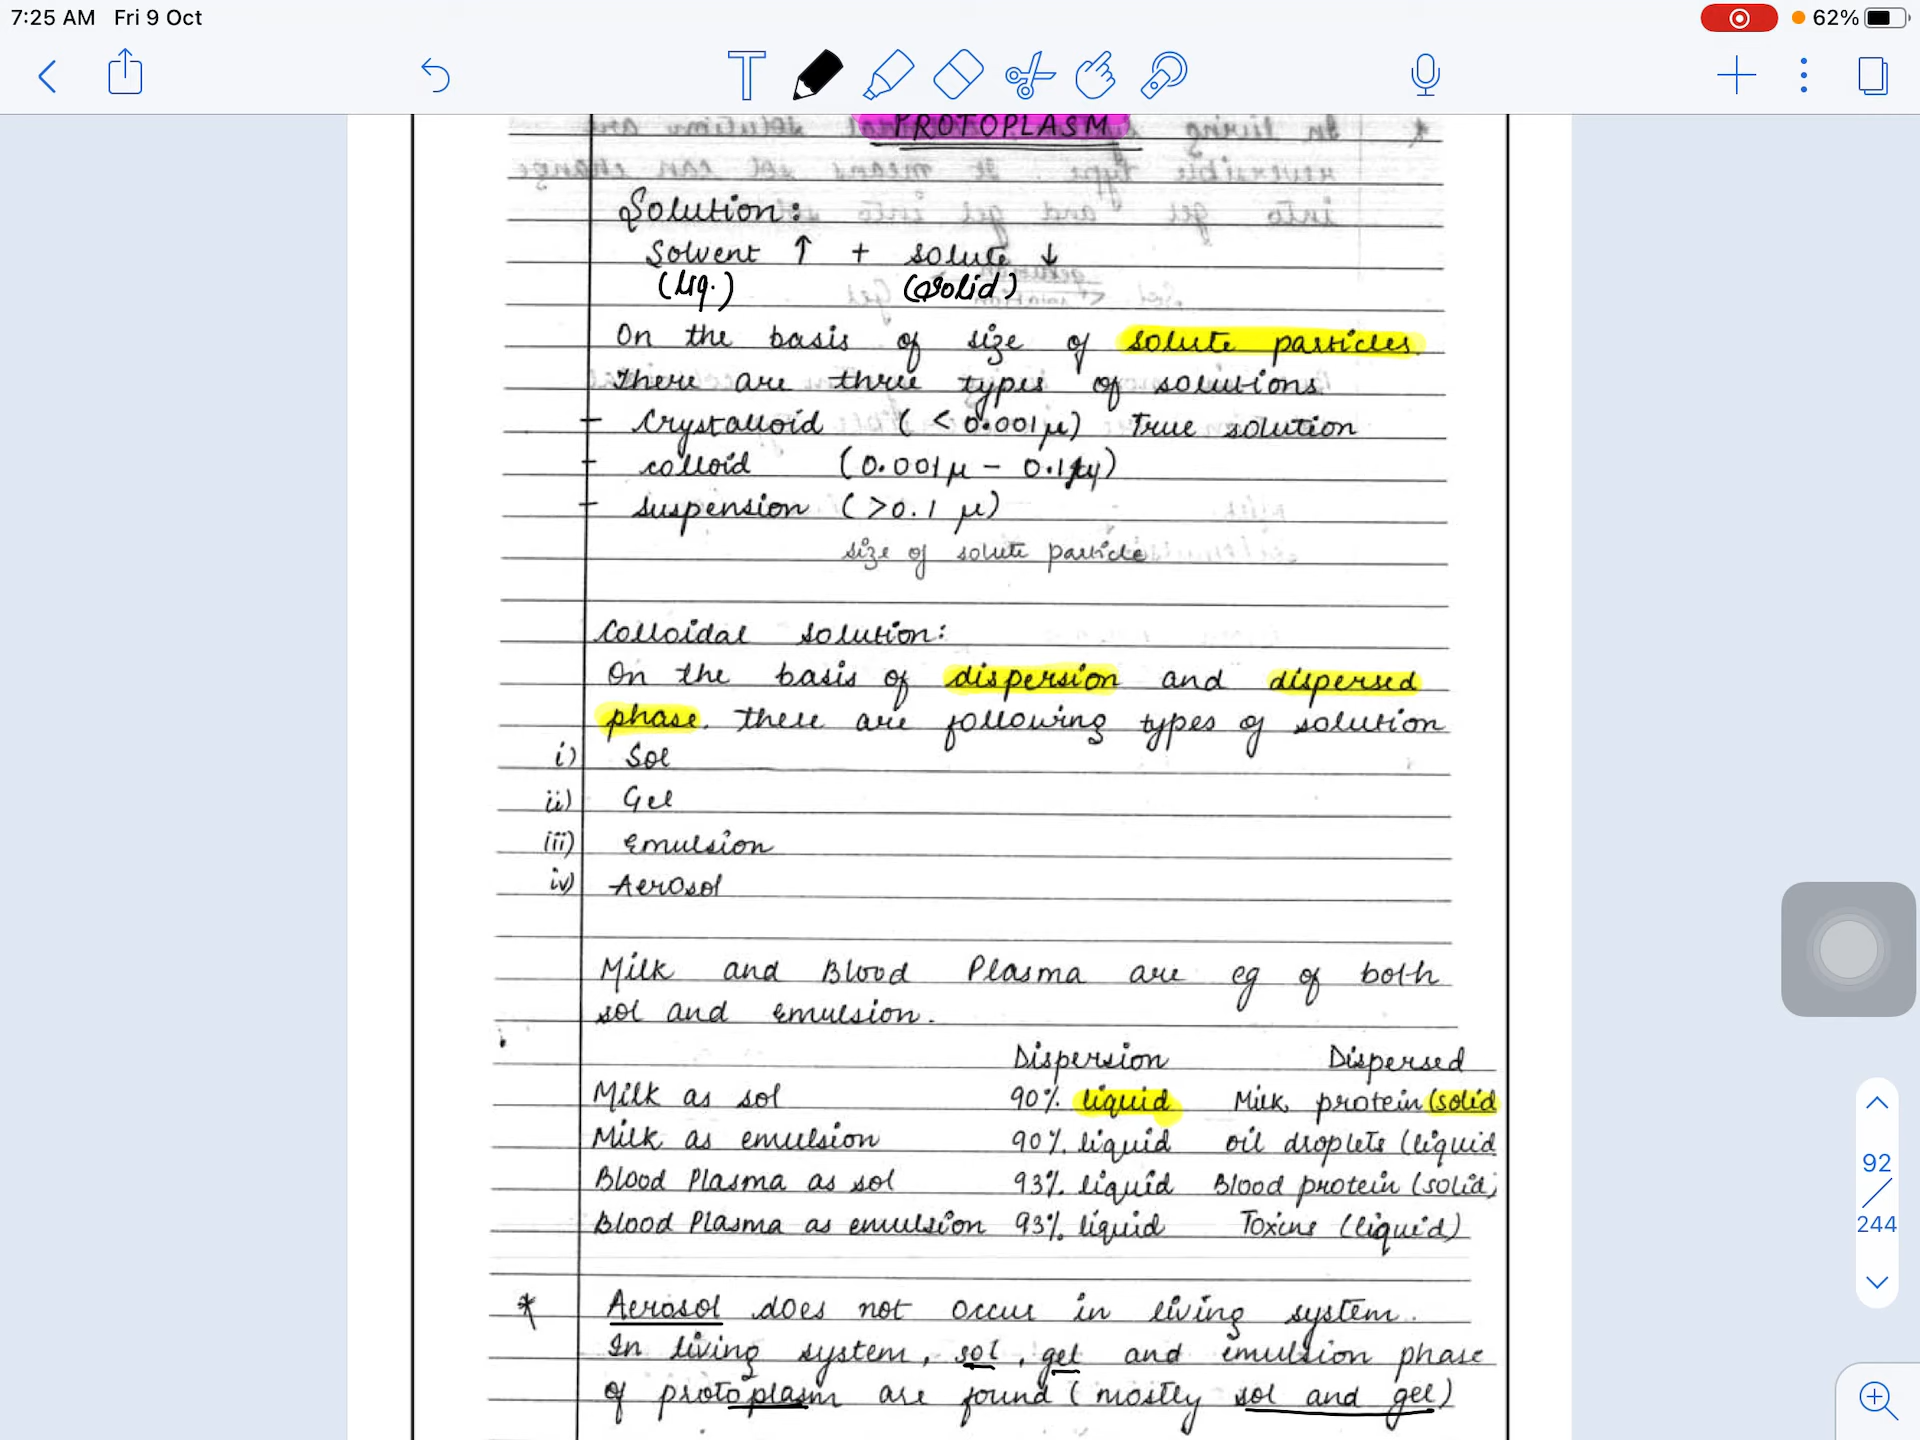 7:25 AM Fri 9 Oct
62%
PROTOPLASM
Solution:
Solvent ↑ + solute ↓
(liq.) (solid)
On the basis of size of solute particles.
There are three types of solutions.
- Crystalloid ( < 0.001 μ) True solution
- colloid (0.001 μ - 0.1 μ)
- suspension ( >0.1 μ)
size of solute particle
Colloidal solution:
On the basis of dispersion and dispersed
phase. there are following types of solution
i) Sol
ii) Gel
(iii) Emulsion
iv) Aerosol
Milk and Blood Plasma are eg of both
sol and emulsion.
Dispersion Dispersed
Milk as sol 90% liquid Milk protein (solid
Milk as emulsion 90% liquid oil droplets (liquid
Blood Plasma as sol 93% liquid Blood protein (solid)
Blood Plasma as emulsion 93% liquid Toxins (liquid)
* Aerosol does not occur in living system.
In living system, sol, gel and emulsion phase
of protoplasm are found (mostly sol and gel)
92
244